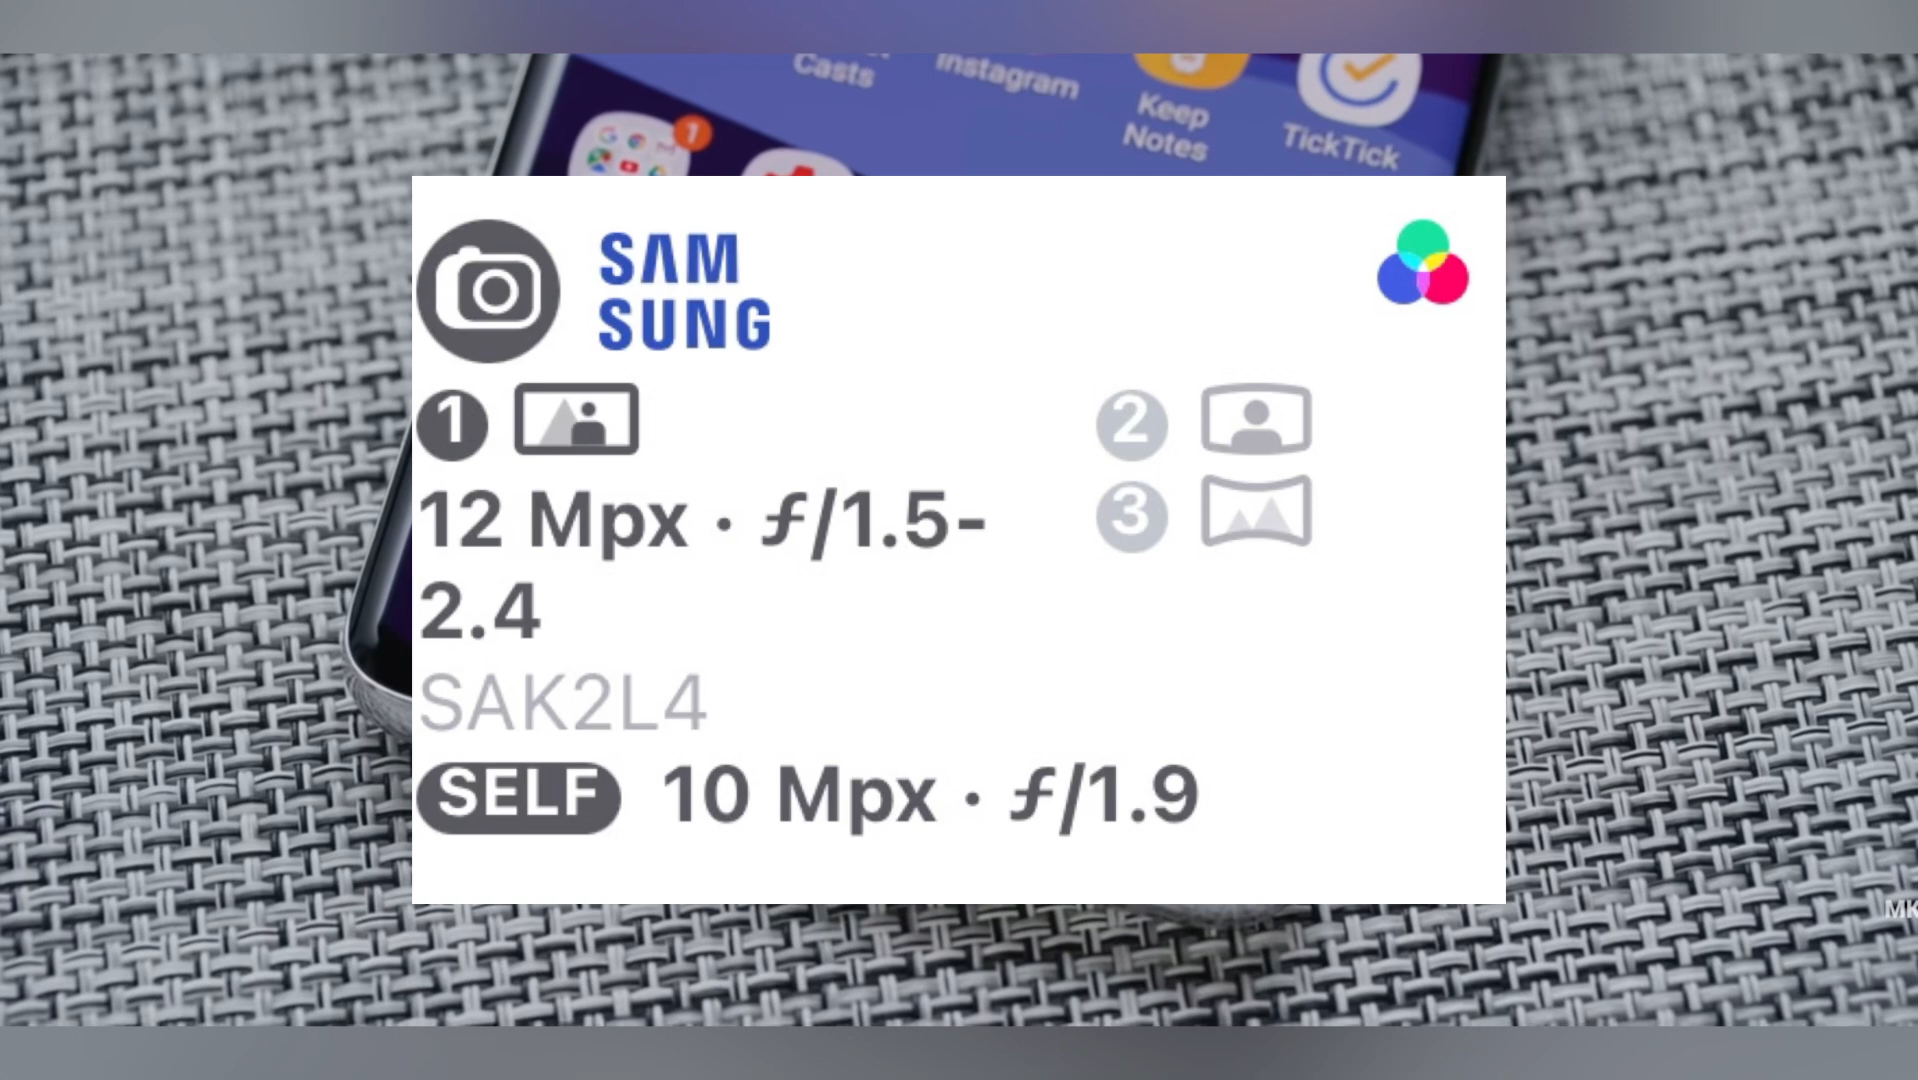 Casts
Instagram
Keep
Notes
TickTick
1
SAM
SUNG
1
2
3
12 Mpx · ƒ/1.5-
2.4
SAK2L4
SELF 10 Mpx · ƒ/1.9